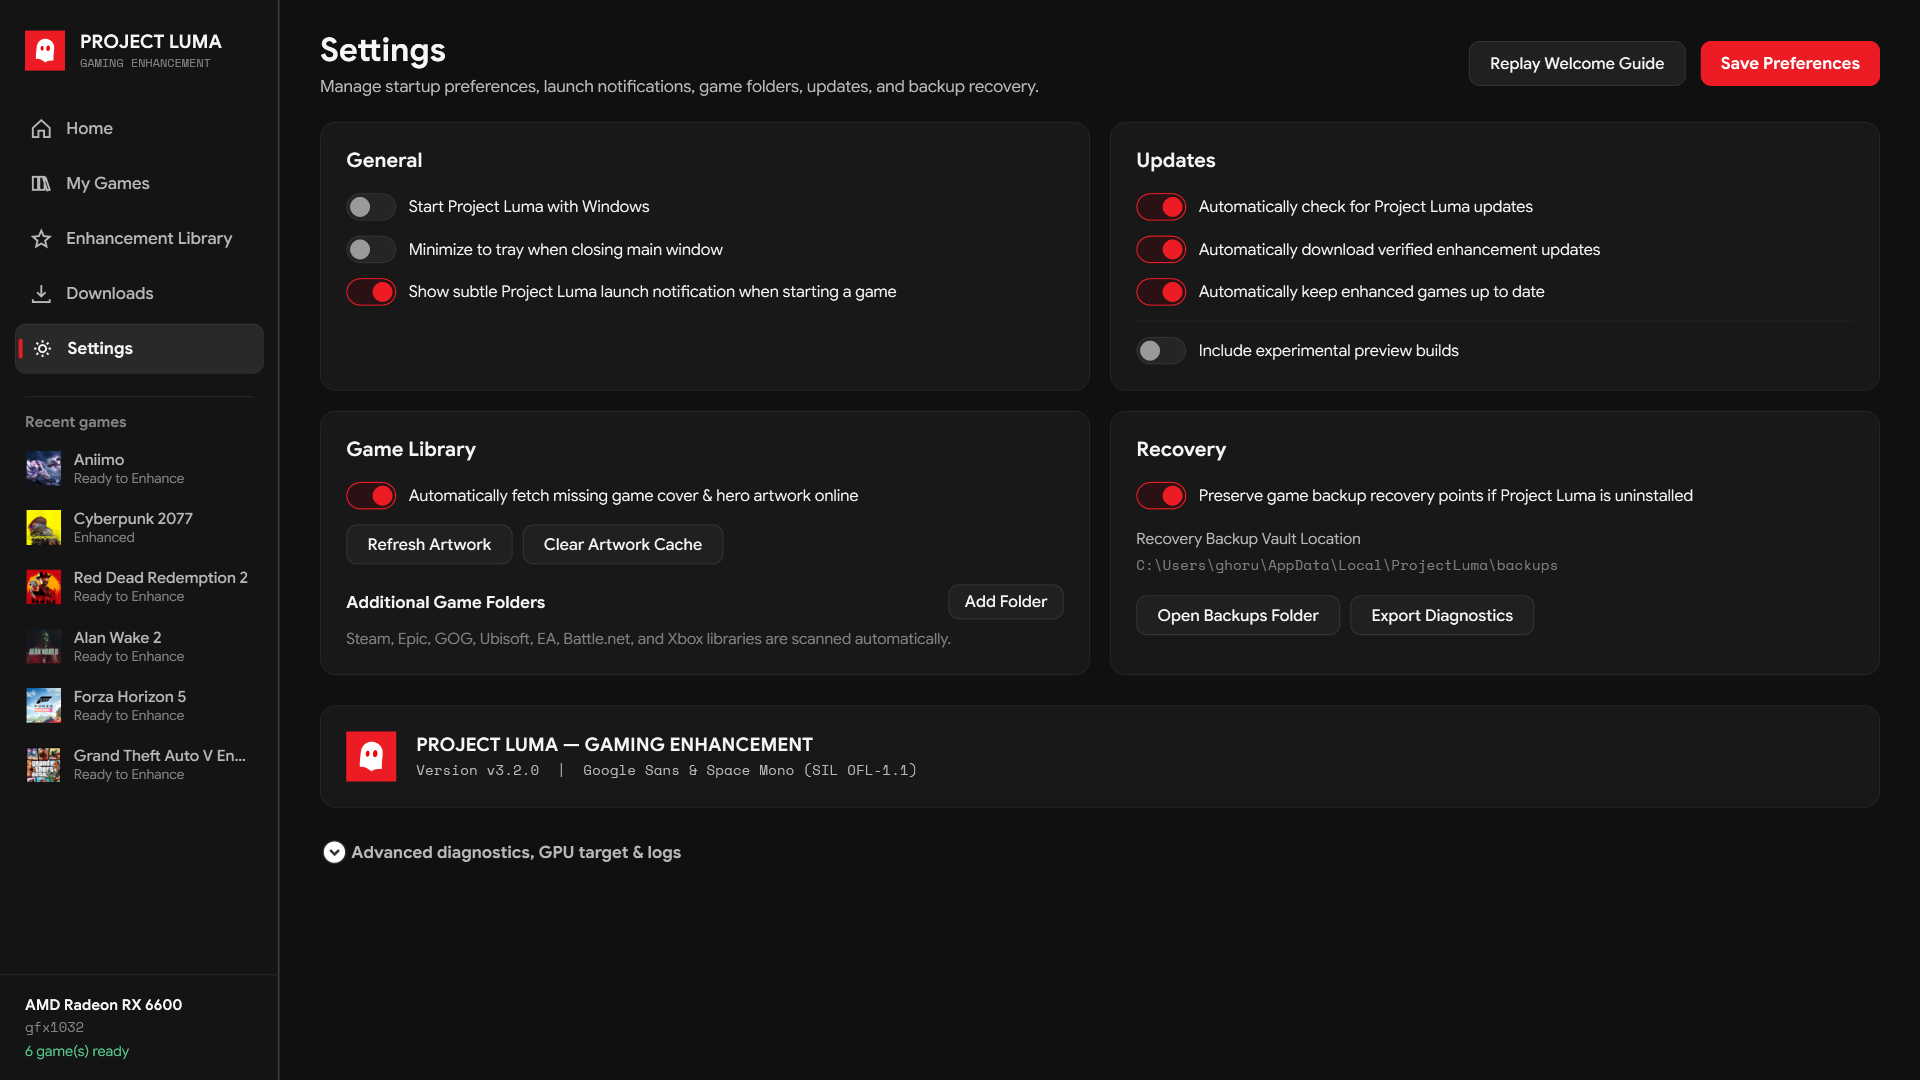 PROJECT LUMA
GAMING ENHANCEMENT
Home
My Games
Enhancement Library
Downloads
Settings
Recent games
Aniimo
Ready to Enhance
Cyberpunk 2077
Enhanced
Red Dead Redemption 2
Ready to Enhance
Alan Wake 2
Ready to Enhance
Forza Horizon 5
Ready to Enhance
Grand Theft Auto V En...
Ready to Enhance
AMD Radeon RX 6600
gfx1032
6 game(s) ready
Settings
Manage startup preferences, launch notifications, game folders, updates, and backup recovery.
Replay Welcome Guide
Save Preferences
General
Start Project Luma with Windows
Minimize to tray when closing main window
Show subtle Project Luma launch notification when starting a game
Updates
Automatically check for Project Luma updates
Automatically download verified enhancement updates
Automatically keep enhanced games up to date
Include experimental preview builds
Game Library
Automatically fetch missing game cover & hero artwork online
Refresh Artwork
Clear Artwork Cache
Additional Game Folders
Add Folder
Steam, Epic, GOG, Ubisoft, EA, Battle.net, and Xbox libraries are scanned automatically.
Recovery
Preserve game backup recovery points if Project Luma is uninstalled
Recovery Backup Vault Location
C:\Users\ghoru\AppData\Local\ProjectLuma\backups
Open Backups Folder
Export Diagnostics
PROJECT LUMA — GAMING ENHANCEMENT
Version v3.2.0 | Google Sans & Space Mono (SIL OFL-1.1)
Advanced diagnostics, GPU target & logs